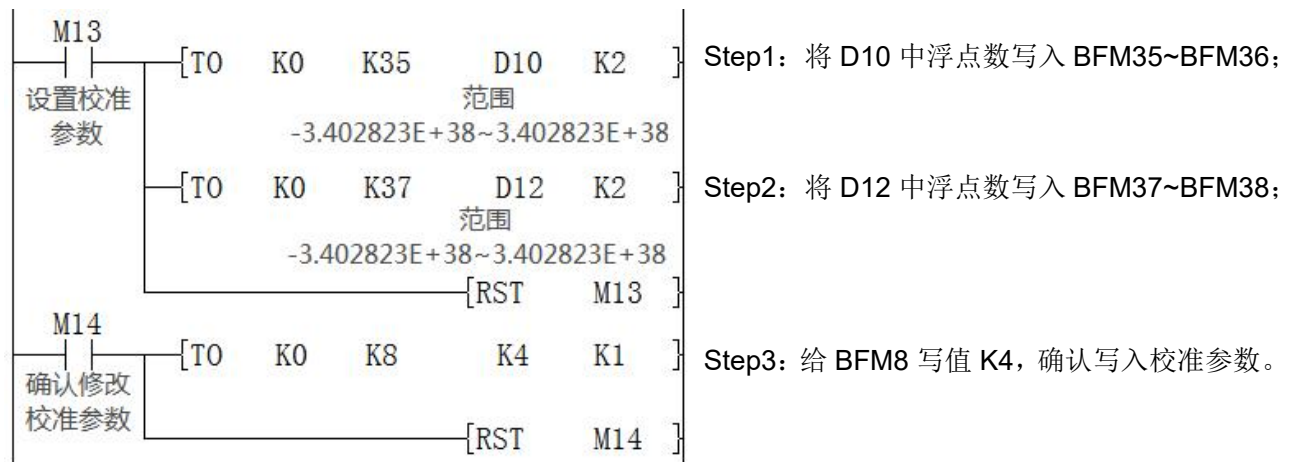 M13
[TO K0 K35 D10 K2 ] Step1：将 D10 中浮点数写入 BFM35~BFM36；
设置校准
参数
范围
-3.402823E+38~3.402823E+38
[TO K0 K37 D12 K2 ] Step2：将 D12 中浮点数写入 BFM37~BFM38；
范围
-3.402823E+38~3.402823E+38
[RST M13 ]
M14
[TO K0 K8 K4 K1 ] Step3：给 BFM8 写值 K4，确认写入校准参数。
确认修改
校准参数
[RST M14 ]